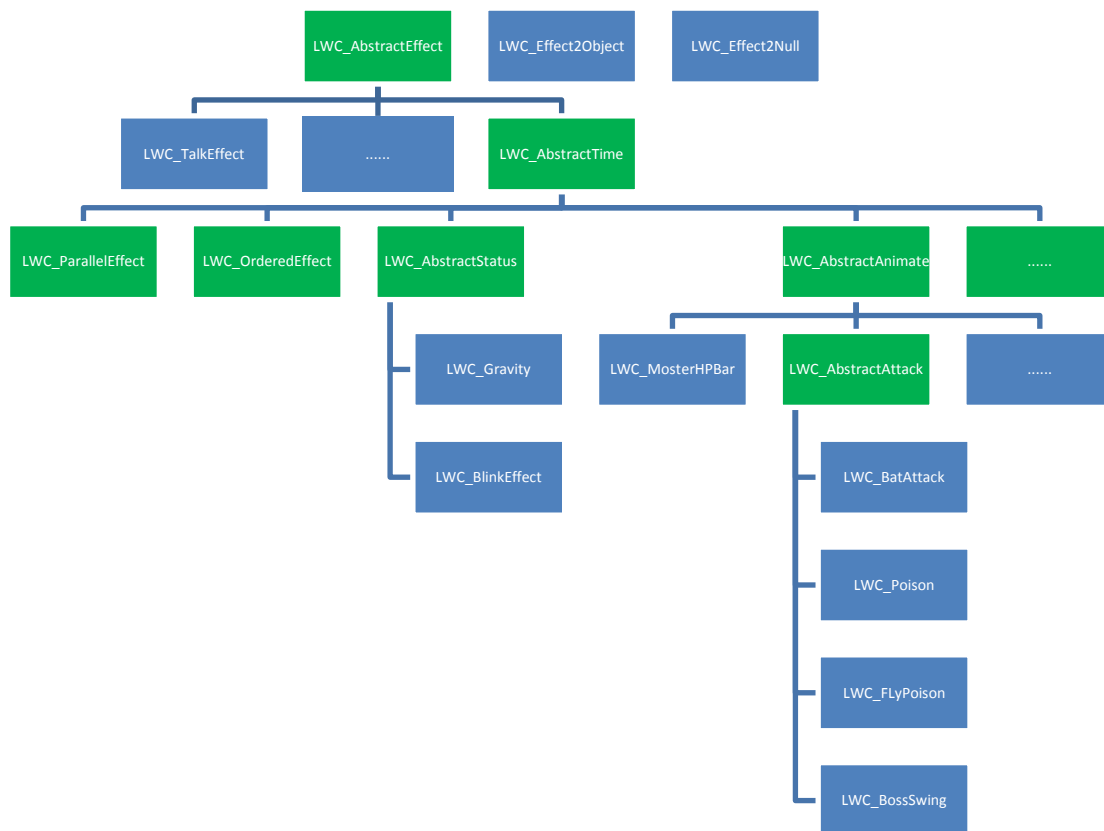 LWC_AbstractEffect
LWC_Effect2Object
LWC_Effect2Null
LWC_TalkEffect
......
LWC_AbstractTime
LWC_ParallelEffect
LWC_OrderedEffect
LWC_AbstractStatus
LWC_AbstractAnimate
......
LWC_Gravity
LWC_MosterHPBar
LWC_AbstractAttack
......
LWC_BlinkEffect
LWC_BatAttack
LWC_Poison
LWC_FLyPoison
LWC_BossSwing